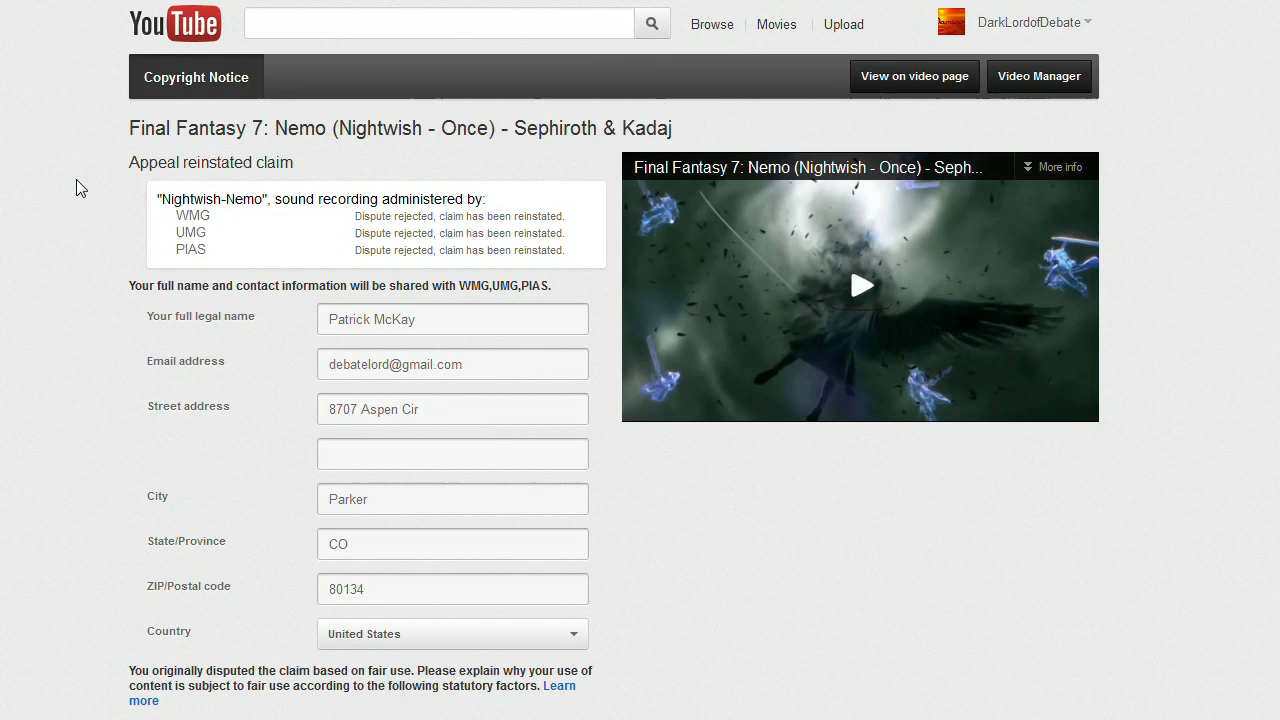 YouTube
Browse
Movies
Upload
DarkLordofDebate
Copyright Notice
View on video page
Video Manager
Final Fantasy 7: Nemo (Nightwish - Once) - Sephiroth & Kadaj
Appeal reinstated claim
"Nightwish-Nemo", sound recording administered by:
WMG Dispute rejected, claim has been reinstated.
UMG Dispute rejected, claim has been reinstated.
PIAS Dispute rejected, claim has been reinstated.
Final Fantasy 7: Nemo (Nightwish - Once) - Seph...
More info
Your full name and contact information will be shared with WMG,UMG,PIAS.
Your full legal name Patrick McKay
Email address debatelord@gmail.com
Street address 8707 Aspen Cir
City Parker
State/Province CO
ZIP/Postal code 80134
Country United States
You originally disputed the claim based on fair use. Please explain why your use of
content is subject to fair use according to the following statutory factors. Learn
more